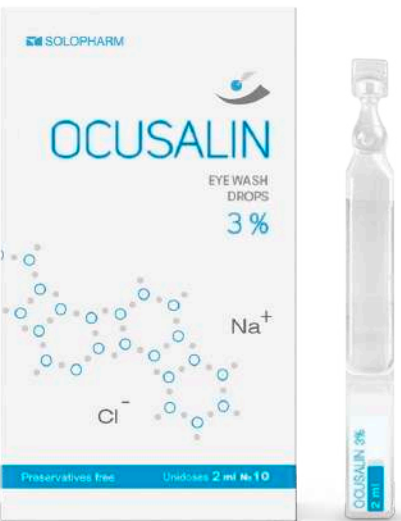 SOLOPHARM
OCUSALIN
EYE WASH
DROPS
3 %
Na+
Cl-
Preservatives free
Unidoses 2 ml №10
OCUSALIN 3%
2 ml